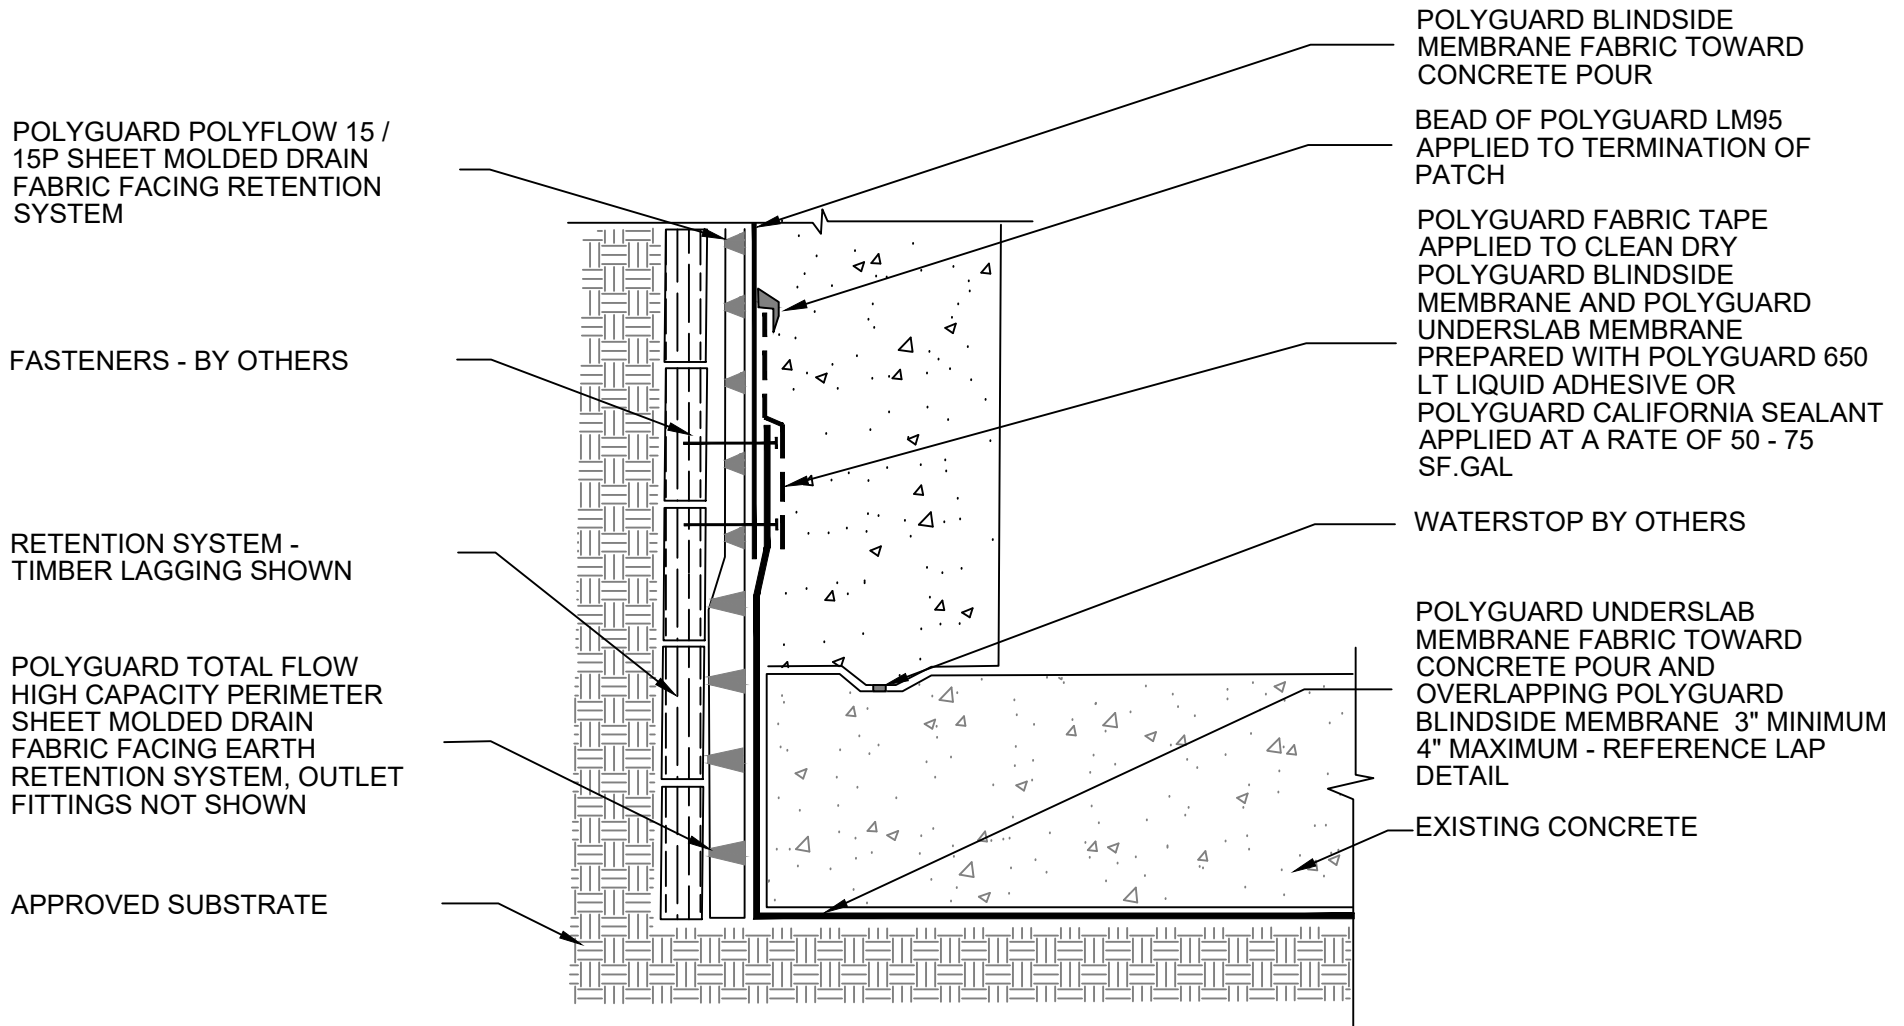 POLYGUARD POLYFLOW 15 /
15P SHEET MOLDED DRAIN
FABRIC FACING RETENTION
SYSTEM
FASTENERS - BY OTHERS
RETENTION SYSTEM -
TIMBER LAGGING SHOWN
POLYGUARD TOTAL FLOW
HIGH CAPACITY PERIMETER
SHEET MOLDED DRAIN
FABRIC FACING EARTH
RETENTION SYSTEM, OUTLET
FITTINGS NOT SHOWN
APPROVED SUBSTRATE
POLYGUARD BLINDSIDE
MEMBRANE FABRIC TOWARD
CONCRETE POUR
BEAD OF POLYGUARD LM95
APPLIED TO TERMINATION OF
PATCH
POLYGUARD FABRIC TAPE
APPLIED TO CLEAN DRY
POLYGUARD BLINDSIDE
MEMBRANE AND POLYGUARD
UNDERSLAB MEMBRANE
PREPARED WITH POLYGUARD 650
LT LIQUID ADHESIVE OR
POLYGUARD CALIFORNIA SEALANT
APPLIED AT A RATE OF 50 - 75
SF.GAL
WATERSTOP BY OTHERS
POLYGUARD UNDERSLAB
MEMBRANE FABRIC TOWARD
CONCRETE POUR AND
OVERLAPPING POLYGUARD
BLINDSIDE MEMBRANE  3" MINIMUM
4" MAXIMUM - REFERENCE LAP
DETAIL
EXISTING CONCRETE